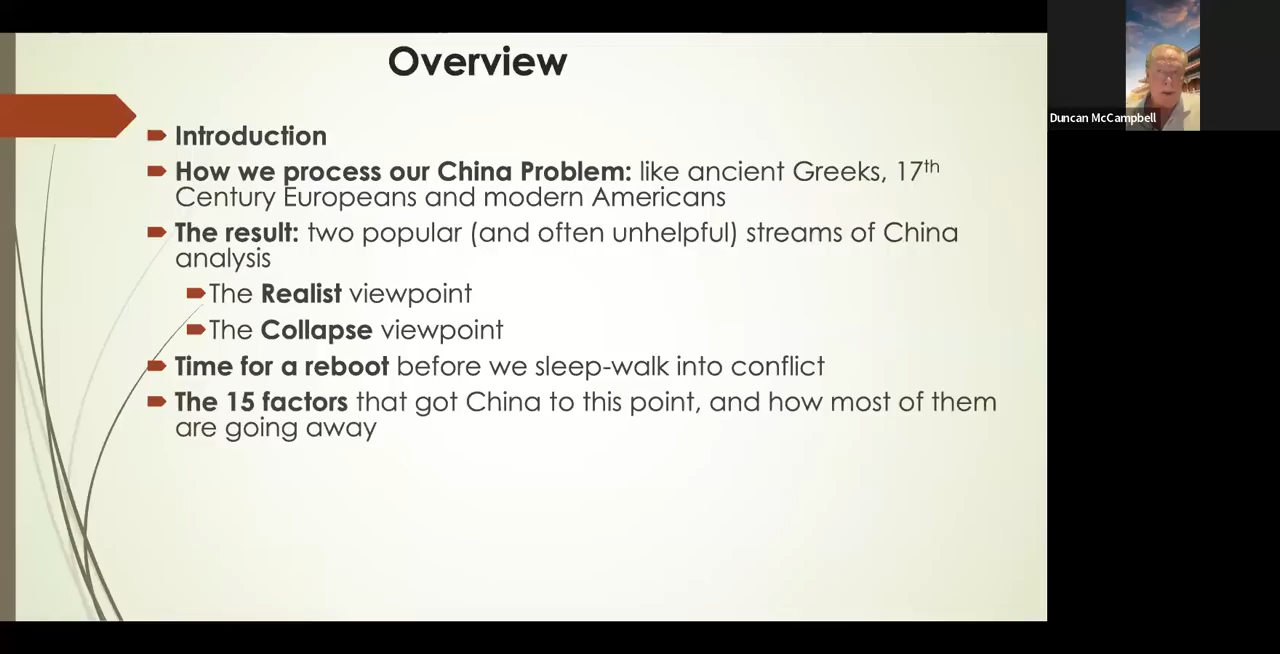 Overview
Introduction
How we process our China Problem: like ancient Greeks, 17th
Century Europeans and modern Americans
The result: two popular (and often unhelpful) streams of China
analysis
The Realist viewpoint
The Collapse viewpoint
Time for a reboot before we sleep-walk into conflict
The 15 factors that got China to this point, and how most of them
are going away
Duncan McCampbell